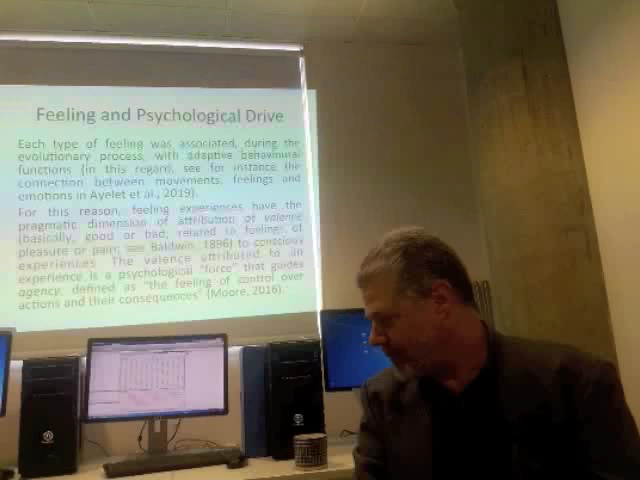 Feeling and Psychological Drive
Each type of feeling was associated, during the
evolutionary process, with adaptive behavioural
functions (in this regard, see for instance the
connection between movements, feelings and
emotions in Ayelet et al., 2019).
For this reason, feeling experiences have the
pragmatic dimension of attribution of valence
(basically, good or bad; related to feelings of
pleasure or pain; see Baldwin, 1896) to conscious
experiences. The valence attributed to an
experience is a psychological “force” that guides
agency, defined as “the feeling of control over
actions and their consequences” (Moore, 2016).